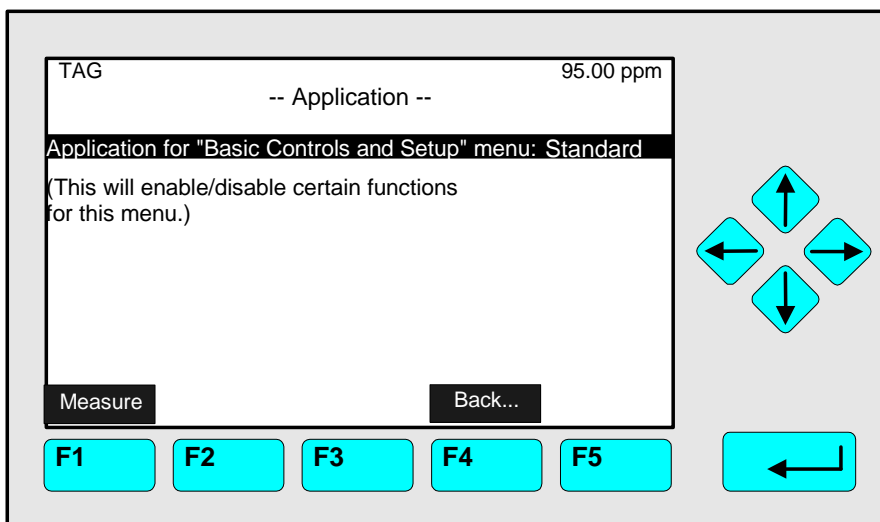 TAG 95.00 ppm
-- Application --
Application for "Basic Controls and Setup" menu: Standard
(This will enable/disable certain functions
for this menu.)
Measure Back...
F1 F2 F3 F4 F5